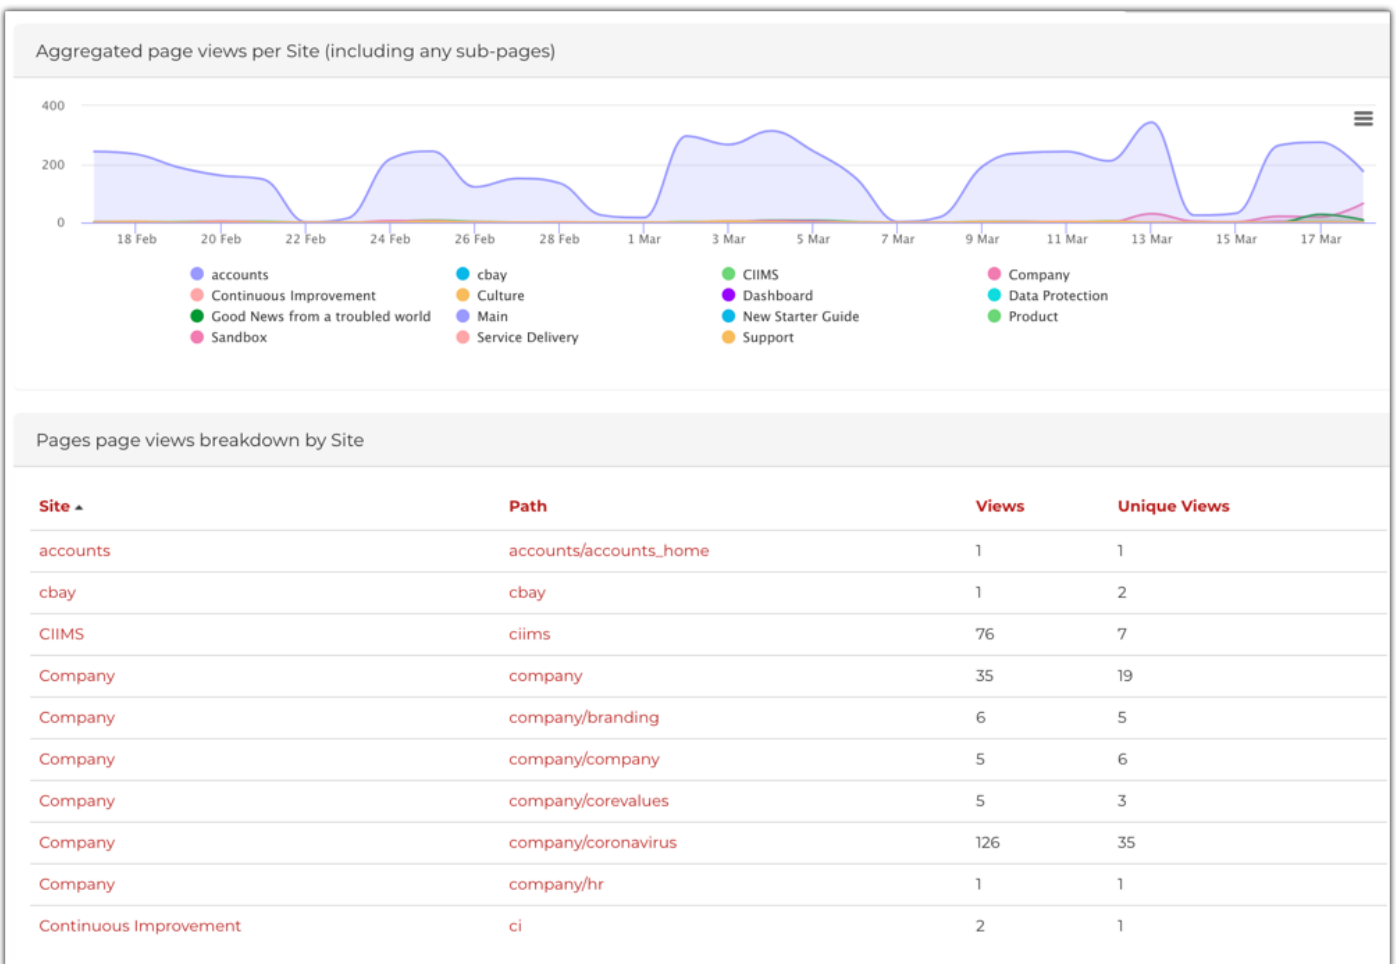 Aggregated page views per Site (including any sub-pages)
400
200
0
18 Feb 20 Feb 22 Feb 24 Feb 26 Feb 28 Feb 1 Mar 3 Mar 5 Mar 7 Mar 9 Mar 11 Mar 13 Mar 15 Mar 17 Mar
accounts cbay CIIMS Company
Continuous Improvement Culture Dashboard Data Protection
Good News from a troubled world Main New Starter Guide Product
Sandbox Service Delivery Support
Pages page views breakdown by Site
Site Path Views Unique Views
accounts accounts/accounts_home 1 1
cbay cbay 1 2
CIIMS ciims 76 7
Company company 35 19
Company company/branding 6 5
Company company/company 5 6
Company company/corevalues 5 3
Company company/coronavirus 126 35
Company company/hr 1 1
Continuous Improvement ci 2 1